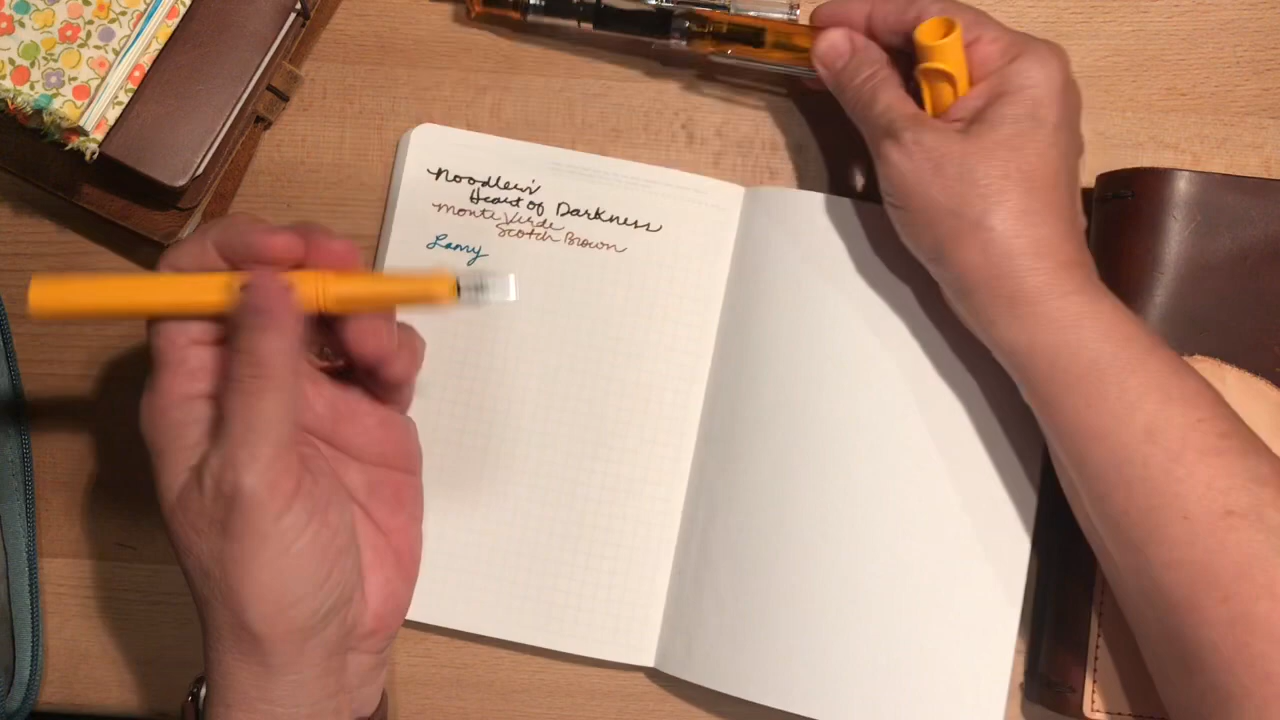 Noodler's
Heart of Darkness
Monte Verde
Scotch Brown
Lamy